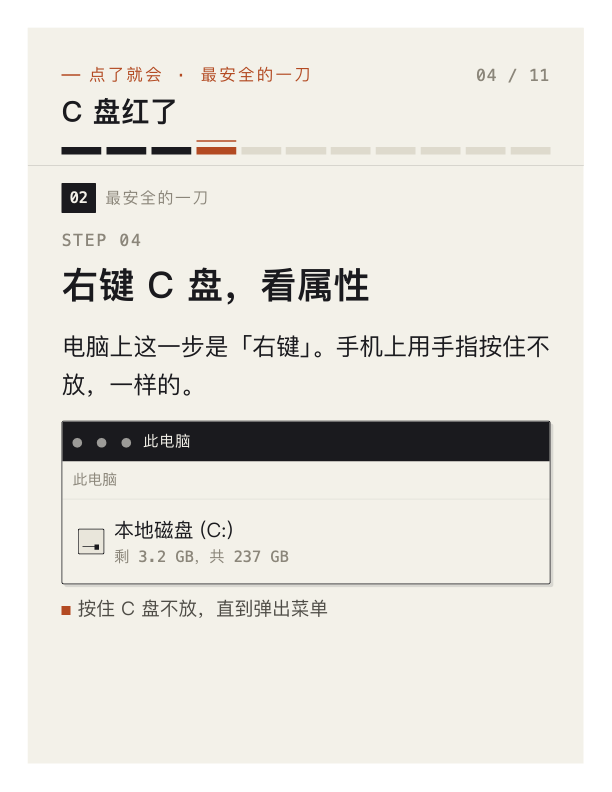 — 点了就会 · 最安全的一刀
04 / 11
C 盘红了
02 最安全的一刀
STEP 04
右键 C 盘，看属性
电脑上这一步是「右键」。手机上用手指按住不
放，一样的。
此电脑
此电脑
本地磁盘 (C:)
剩 3.2 GB，共 237 GB
按住 C 盘不放，直到弹出菜单